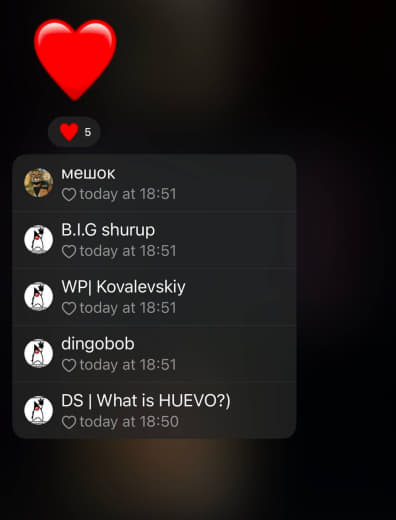 5
мешок
today at 18:51
B.I.G shurup
today at 18:51
WP| Kovalevskiy
today at 18:51
dingobob
today at 18:51
DS | What is HUEVO?)
today at 18:50